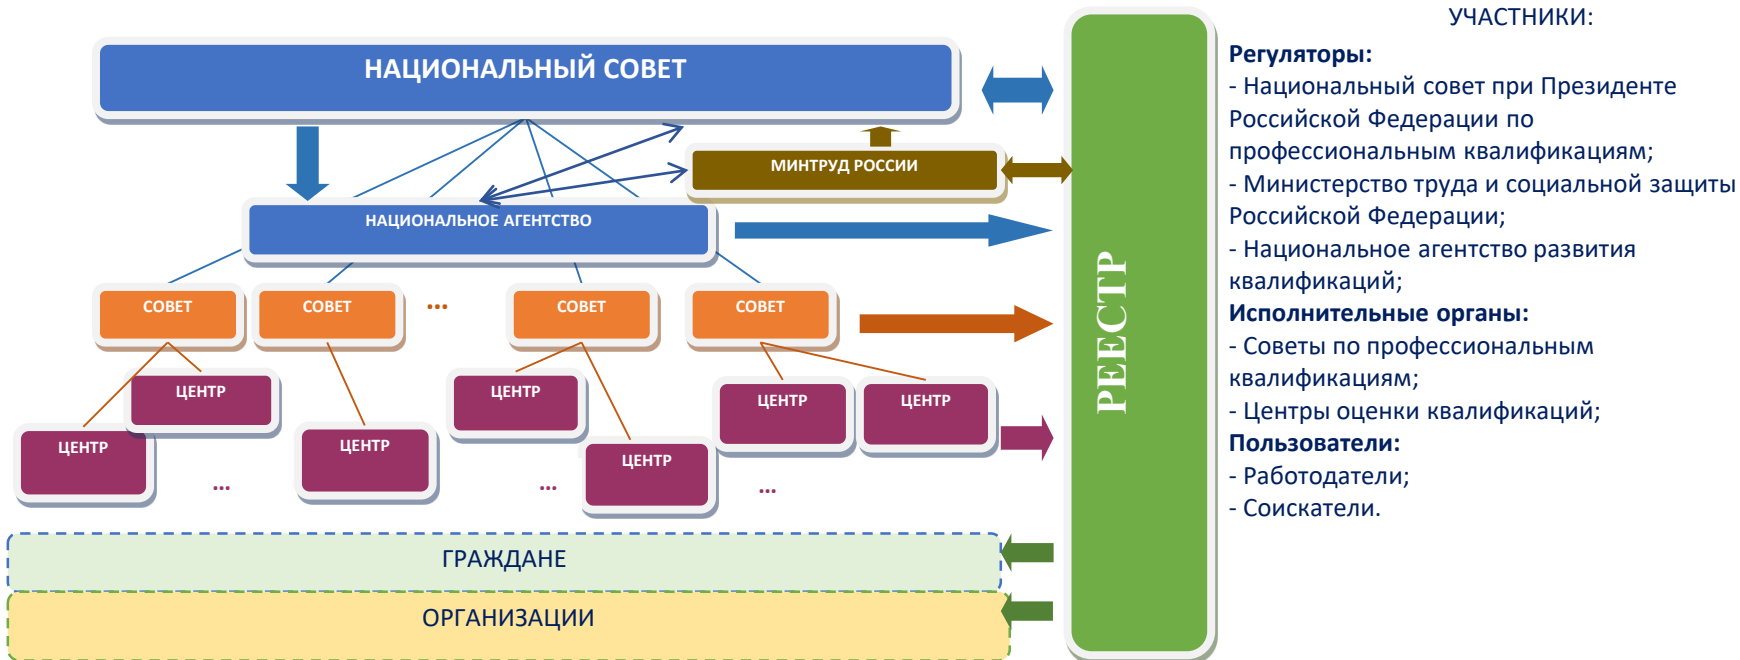 НАЦИОНАЛЬНЫЙ СОВЕТ
МИНТРУД РОССИИ
НАЦИОНАЛЬНОЕ АГЕНТСТВО
СОВЕТ
СОВЕТ
...
СОВЕТ
СОВЕТ
ЦЕНТР
ЦЕНТР
ЦЕНТР
ЦЕНТР
ЦЕНТР
ЦЕНТР
ЦЕНТР
...
...
...
ГРАЖДАНЕ
ОРГАНИЗАЦИИ
РЕЕСТР
УЧАСТНИКИ:
Регуляторы:
- Национальный совет при Президенте
Российской Федерации по
профессиональным квалификациям;
- Министерство труда и социальной защиты
Российской Федерации;
- Национальное агентство развития
квалификаций;
Исполнительные органы:
- Советы по профессиональным
квалификациям;
- Центры оценки квалификаций;
Пользователи:
- Работодатели;
- Соискатели.